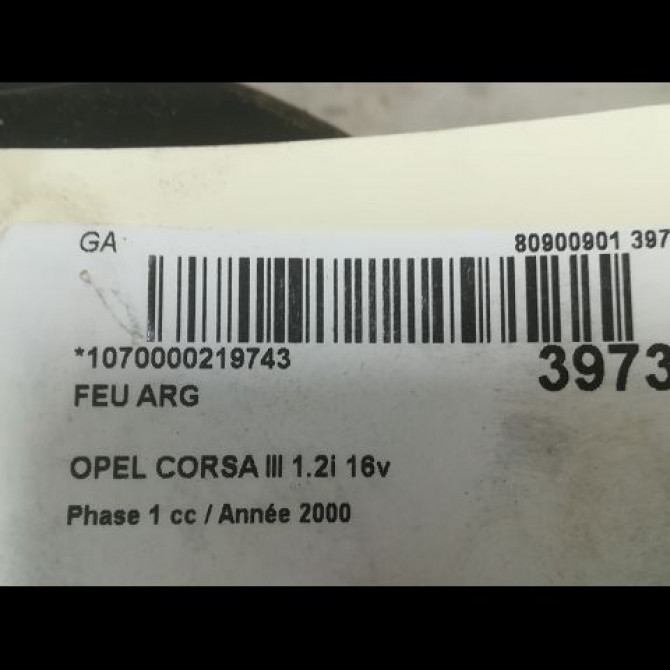 GA
80900901 397
*1070000219743
3973
FEU ARG
OPEL CORSA III 1.2i 16v
Phase 1 cc / Année 2000